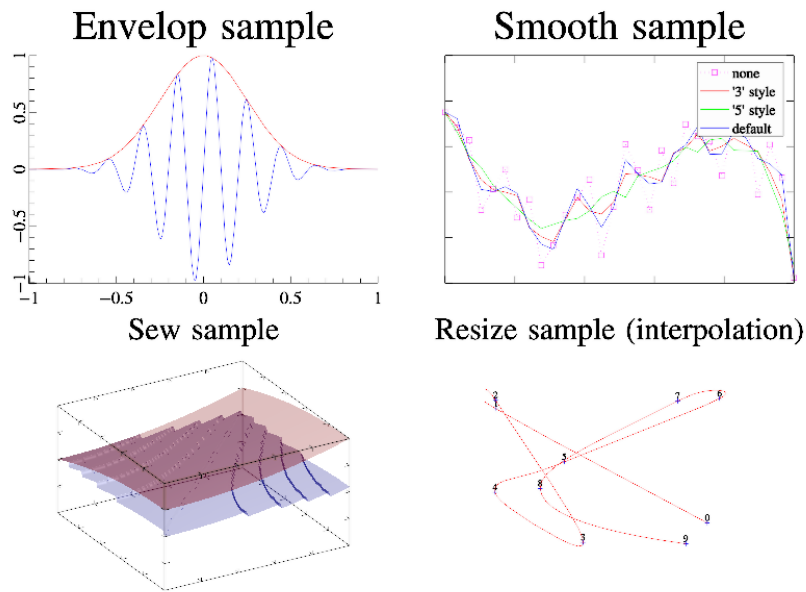 Envelop sample
Smooth sample
none
'3' style
'5' style
default
1
0.5
0
−0.5
−1
−1
−0.5
0
0.5
1
Sew sample
Resize sample (interpolation)
2
7
6
5
4
8
0
3
9